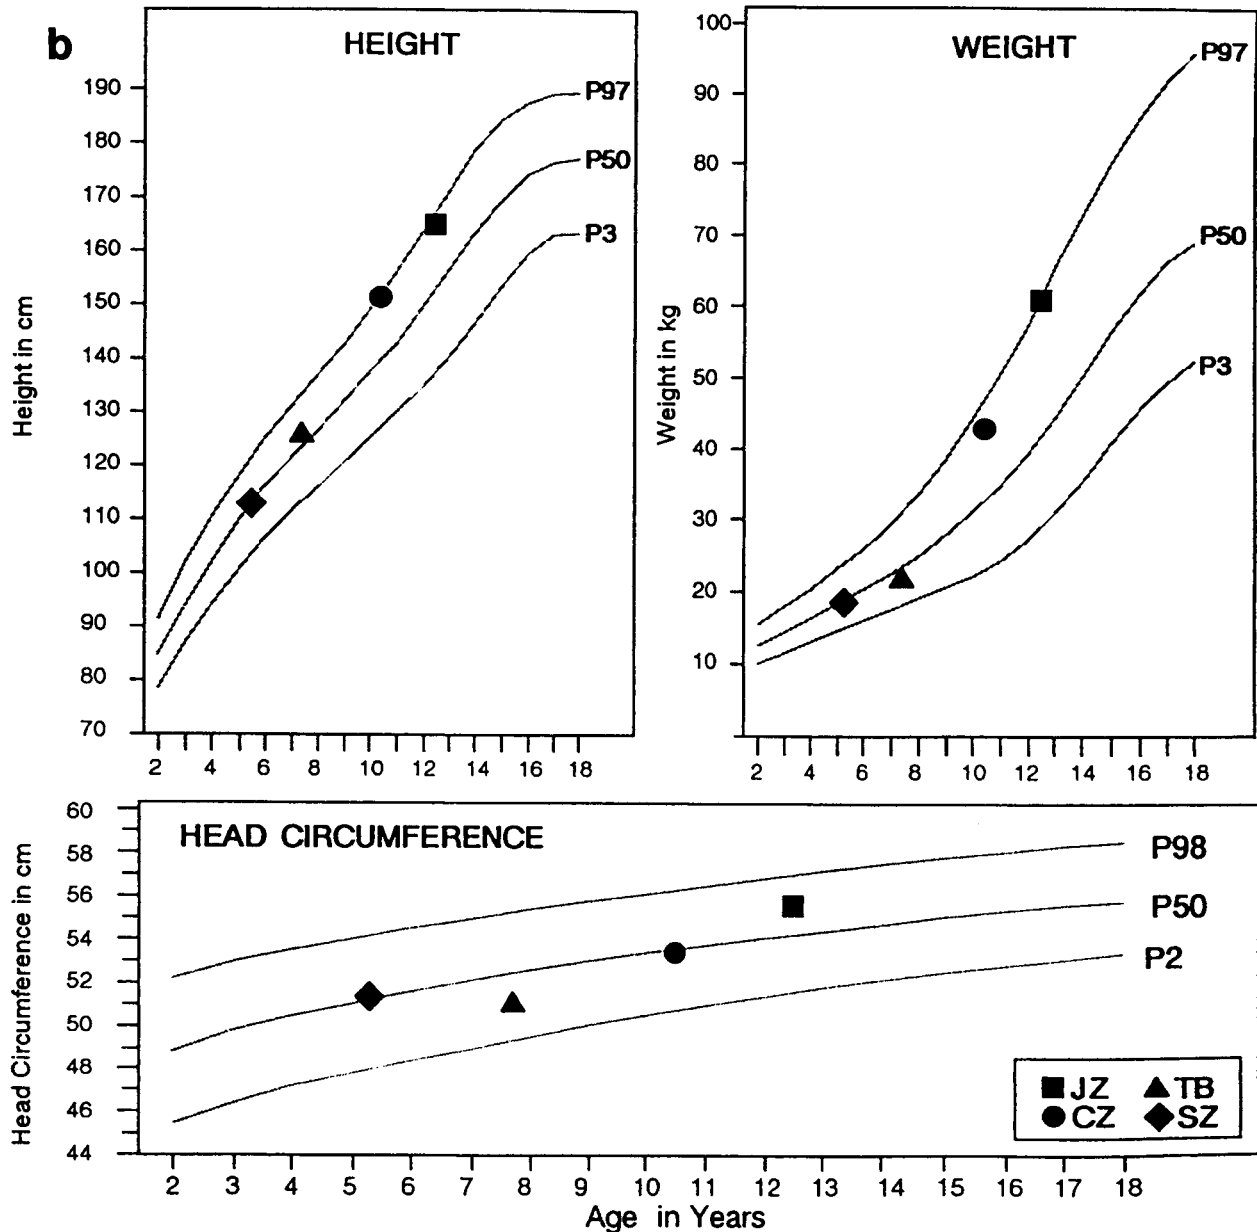 b
HEIGHT
Height in cm
190
180
170
160
150
140
130
120
110
100
90
80
70
P97
P50
P3
2 4 6 8 10 12 14 16 18
WEIGHT
Weight in kg
100
90
80
70
60
50
40
30
20
10
P97
P50
P3
2 4 6 8 10 12 14 16 18
HEAD CIRCUMFERENCE
Head Circumference in cm
60
58
56
54
52
50
48
46
44
P98
P50
P2
JZ TB
CZ SZ
2 3 4 5 6 7 8 9 10 11 12 13 14 15 16 17 18
Age in Years